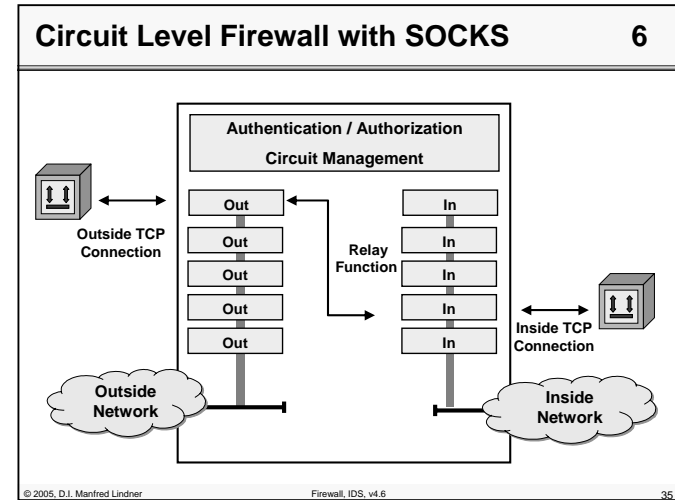 Circuit Level Firewall with SOCKS 6
Authentication / Authorization
Circuit Management
Outside TCP
Connection
Out
Out
Out
Out
Out
Relay
Function
In
In
In
In
In
Inside TCP
Connection
Outside
Network
Inside
Network
© 2005, D.I. Manfred Lindner
Firewall, IDS, v4.6
35